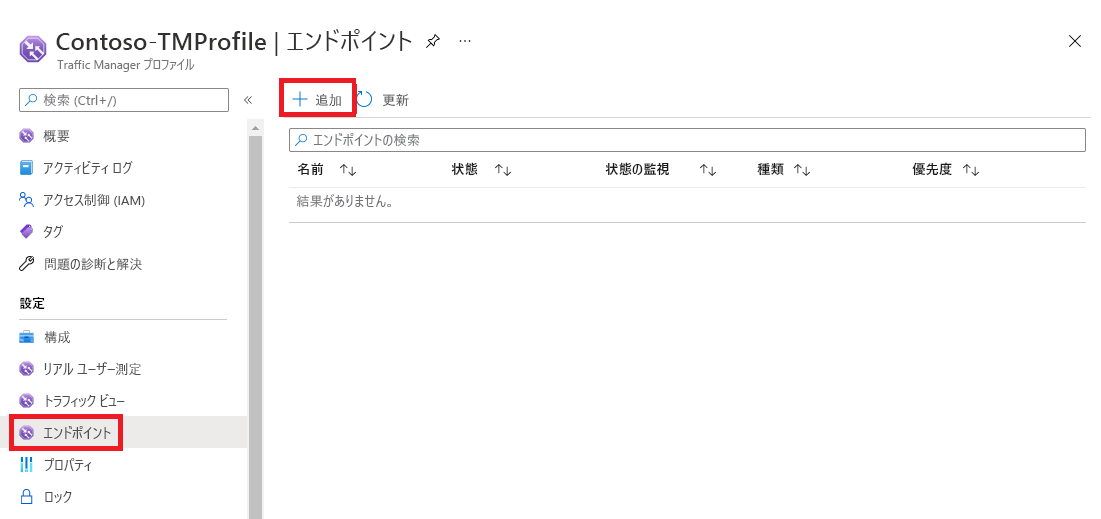 Contoso-TMProfile | エンドポイント ...
Traffic Manager プロファイル
検索 (Ctrl+/) «
概要
アクティビティ ログ
アクセス制御 (IAM)
タグ
問題の診断と解決
設定
構成
リアル ユーザー測定
トラフィック ビュー
エンドポイント
プロパティ
ロック
追加 更新
エンドポイントの検索
名前 ↑↓ 状態 ↑↓ 状態の監視 ↑↓ 種類 ↑↓ 優先度 ↑↓
結果がありません。